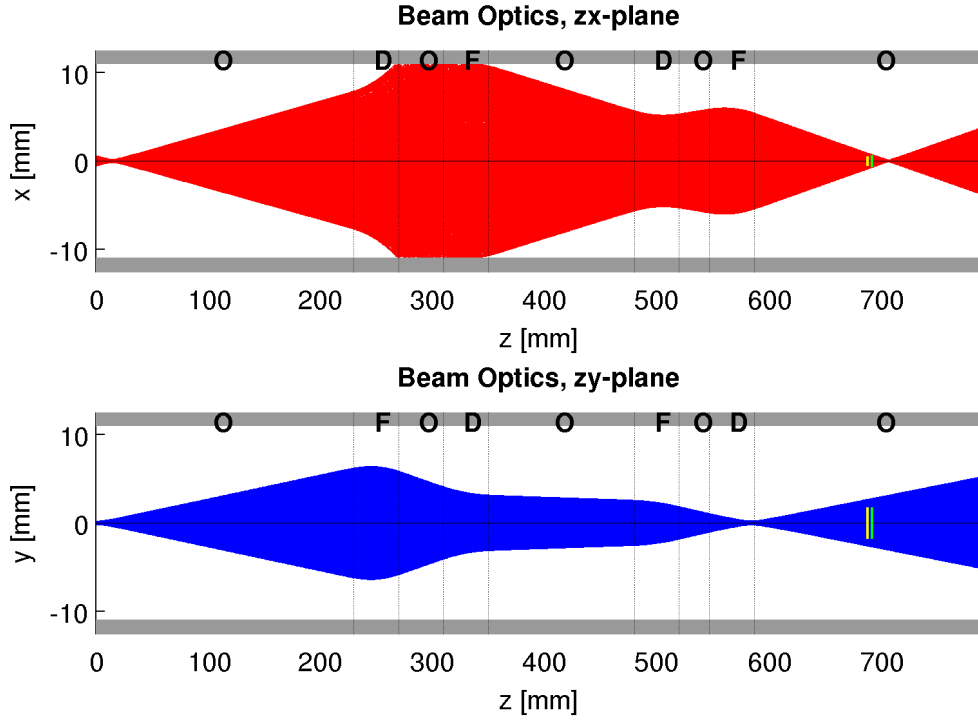 Beam Optics, zx-plane
O D O F O D O F O
10
0
-10
x [mm]
0 100 200 300 400 500 600 700
z [mm]
Beam Optics, zy-plane
O F O D O F O D O
10
0
-10
y [mm]
0 100 200 300 400 500 600 700
z [mm]